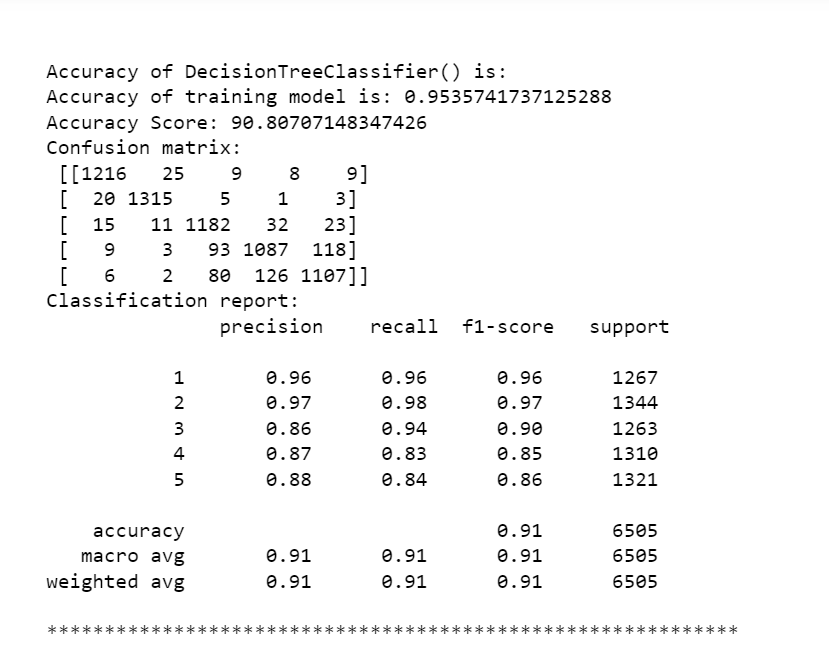 Accuracy of DecisionTreeClassifier() is:
Accuracy of training model is: 0.9535741737125288
Accuracy Score: 90.80707148347426
Confusion matrix:
[[1216 25 9 8 9]
[ 20 1315 5 1 3]
[ 15 11 1182 32 23]
[ 9 3 93 1087 118]
[ 6 2 80 126 1107]]
Classification report:
precision recall f1-score support
1 0.96 0.96 0.96 1267
2 0.97 0.98 0.97 1344
3 0.86 0.94 0.90 1263
4 0.87 0.83 0.85 1310
5 0.88 0.84 0.86 1321
accuracy 0.91 6505
macro avg 0.91 0.91 0.91 6505
weighted avg 0.91 0.91 0.91 6505
************************************************************